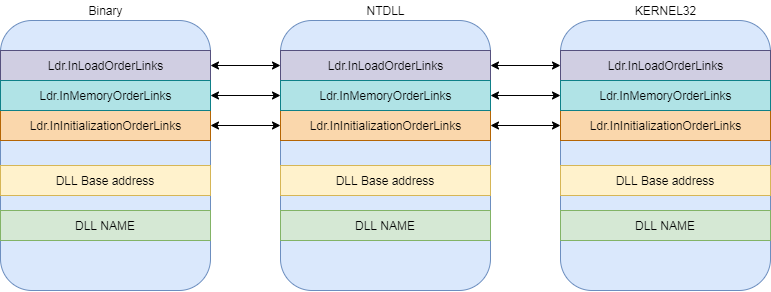 Binary NTDLL KERNEL32
Ldr.InLoadOrderLinks Ldr.InLoadOrderLinks Ldr.InLoadOrderLinks
Ldr.InMemoryOrderLinks Ldr.InMemoryOrderLinks Ldr.InMemoryOrderLinks
Ldr.InInitializationOrderLinks Ldr.InInitializationOrderLinks Ldr.InInitializationOrderLinks
DLL Base address DLL Base address DLL Base address
DLL NAME DLL NAME DLL NAME